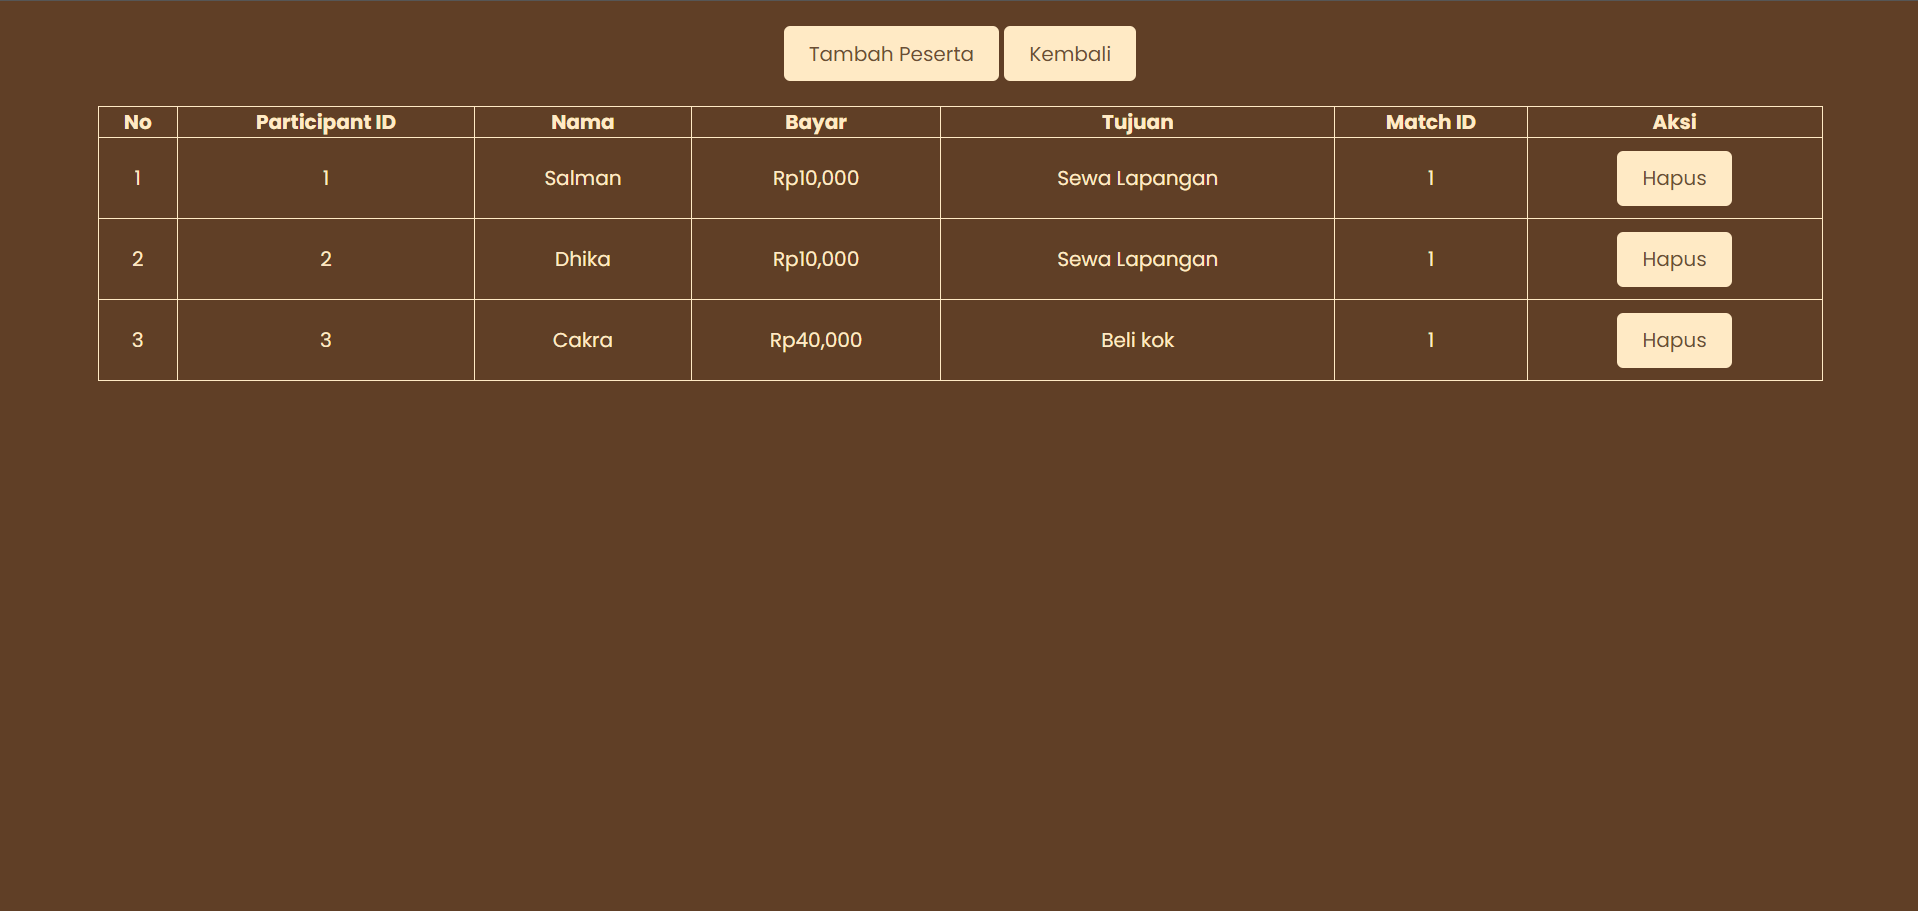 Tambah Peserta Kembali
No Participant ID Nama Bayar Tujuan Match ID Aksi
1 1 Salman Rp10,000 Sewa Lapangan 1 Hapus
2 2 Dhika Rp10,000 Sewa Lapangan 1 Hapus
3 3 Cakra Rp40,000 Beli kok 1 Hapus